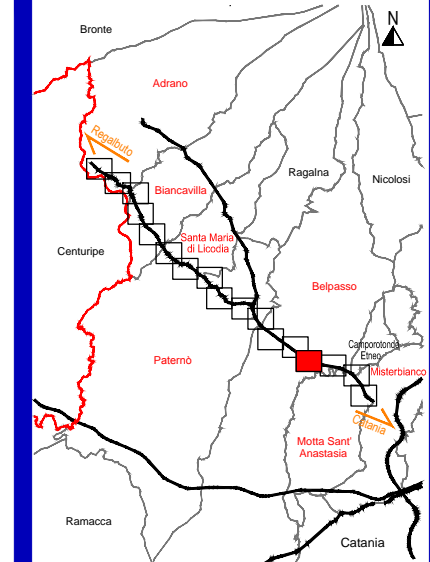 N
Bronte
Adrano
Regalbuto
Ragalna
Nicolosi
Biancavilla
Santa Maria
di Licodia
Centuripe
Belpasso
Camporotondo
Etneo
Paternò
Misterbianco
Catania
Motta Sant'
Anastasia
Ramacca
Catania